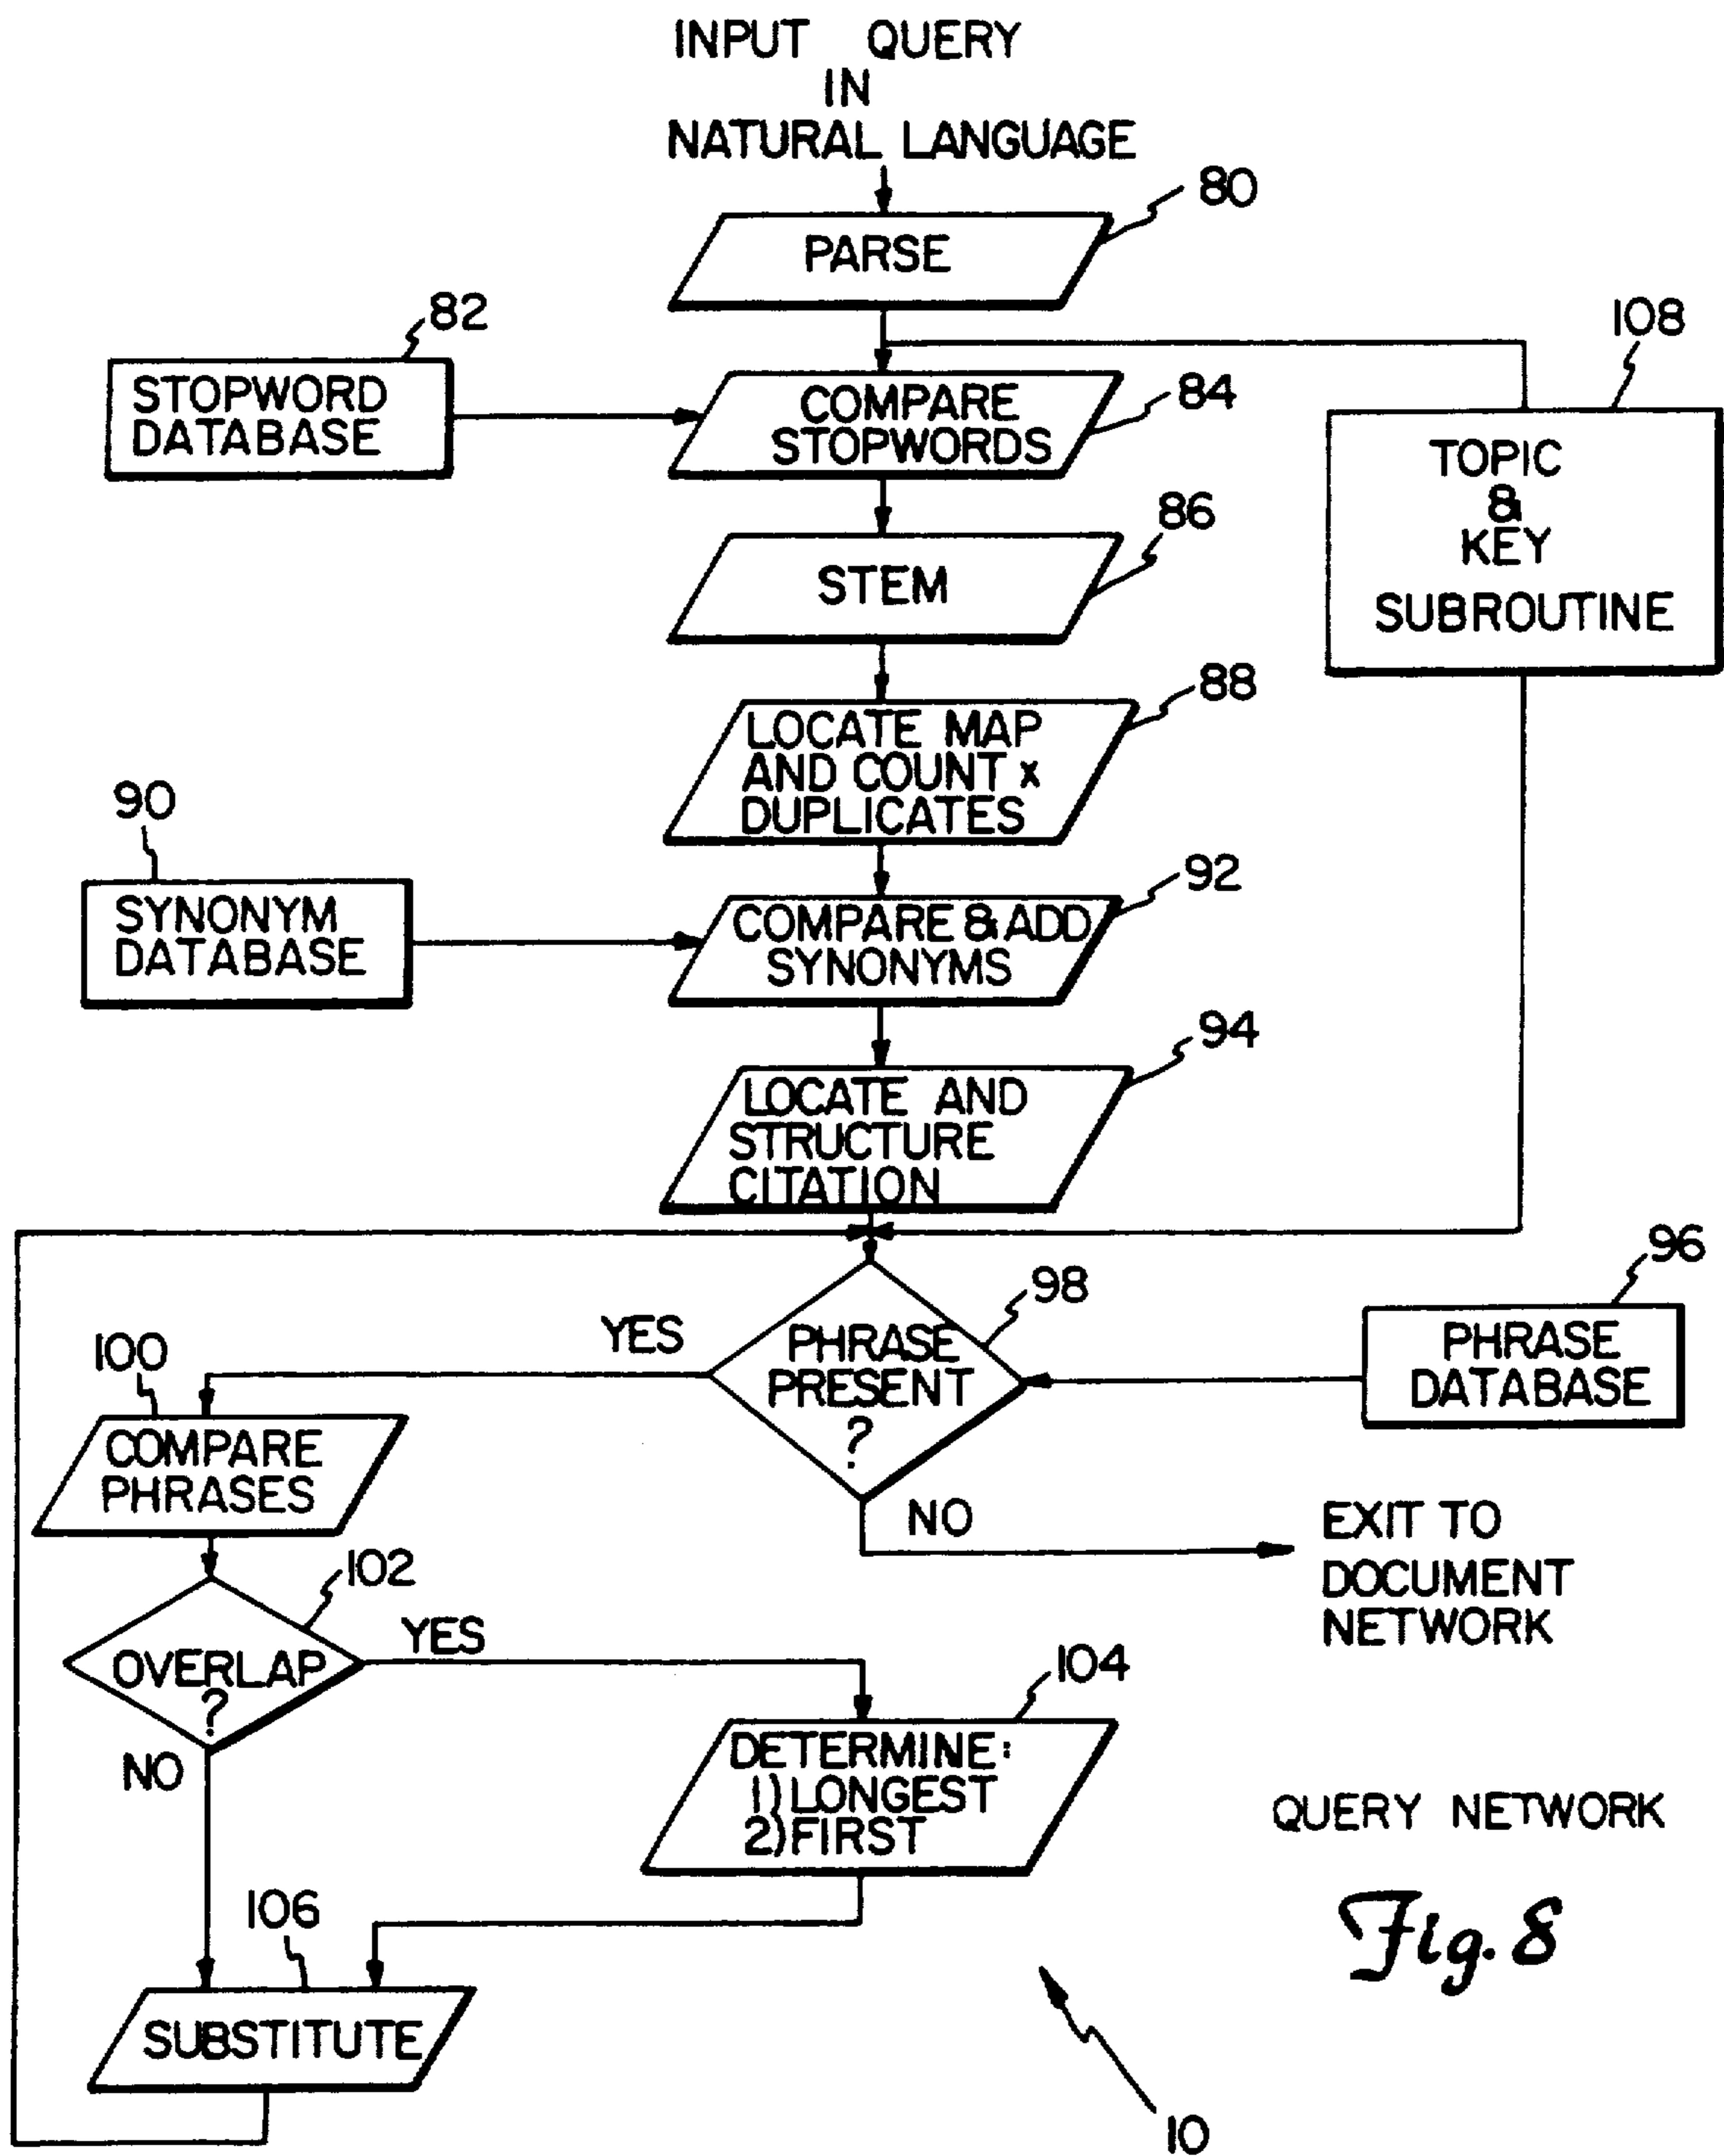 INPUT QUERY
IN
NATURAL LANGUAGE
80
PARSE
82
108
STOPWORD
DATABASE
COMPARE
STOPWORDS
84
TOPIC
&
KEY
SUBROUTINE
86
STEM
88
LOCATE MAP
AND COUNT x
DUPLICATES
90
92
SYNONYM
DATABASE
COMPARE & ADD
SYNONYMS
94
LOCATE AND
STRUCTURE
CITATION
96
98
YES
PHRASE
PRESENT
?
PHRASE
DATABASE
100
COMPARE
PHRASES
NO
EXIT TO
DOCUMENT
NETWORK
102
YES
OVERLAP
?
NO
104
DETERMINE:
1) LONGEST
2) FIRST
QUERY NETWORK
106
Fig. 8
SUBSTITUTE
10